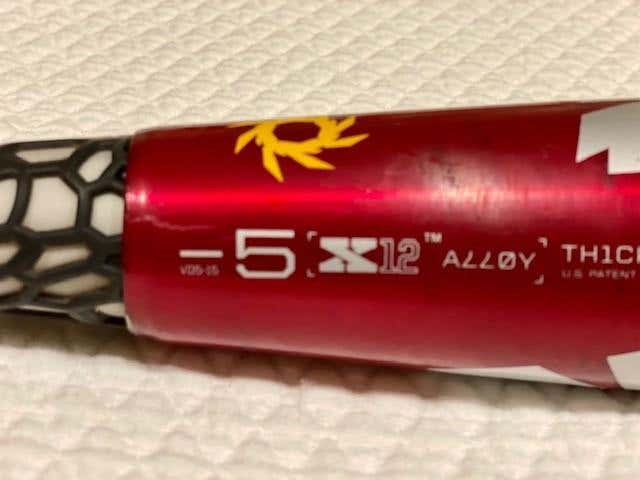 −5 [X12™ ALLOY] TH1C
VD5-15
U.S. PATENT